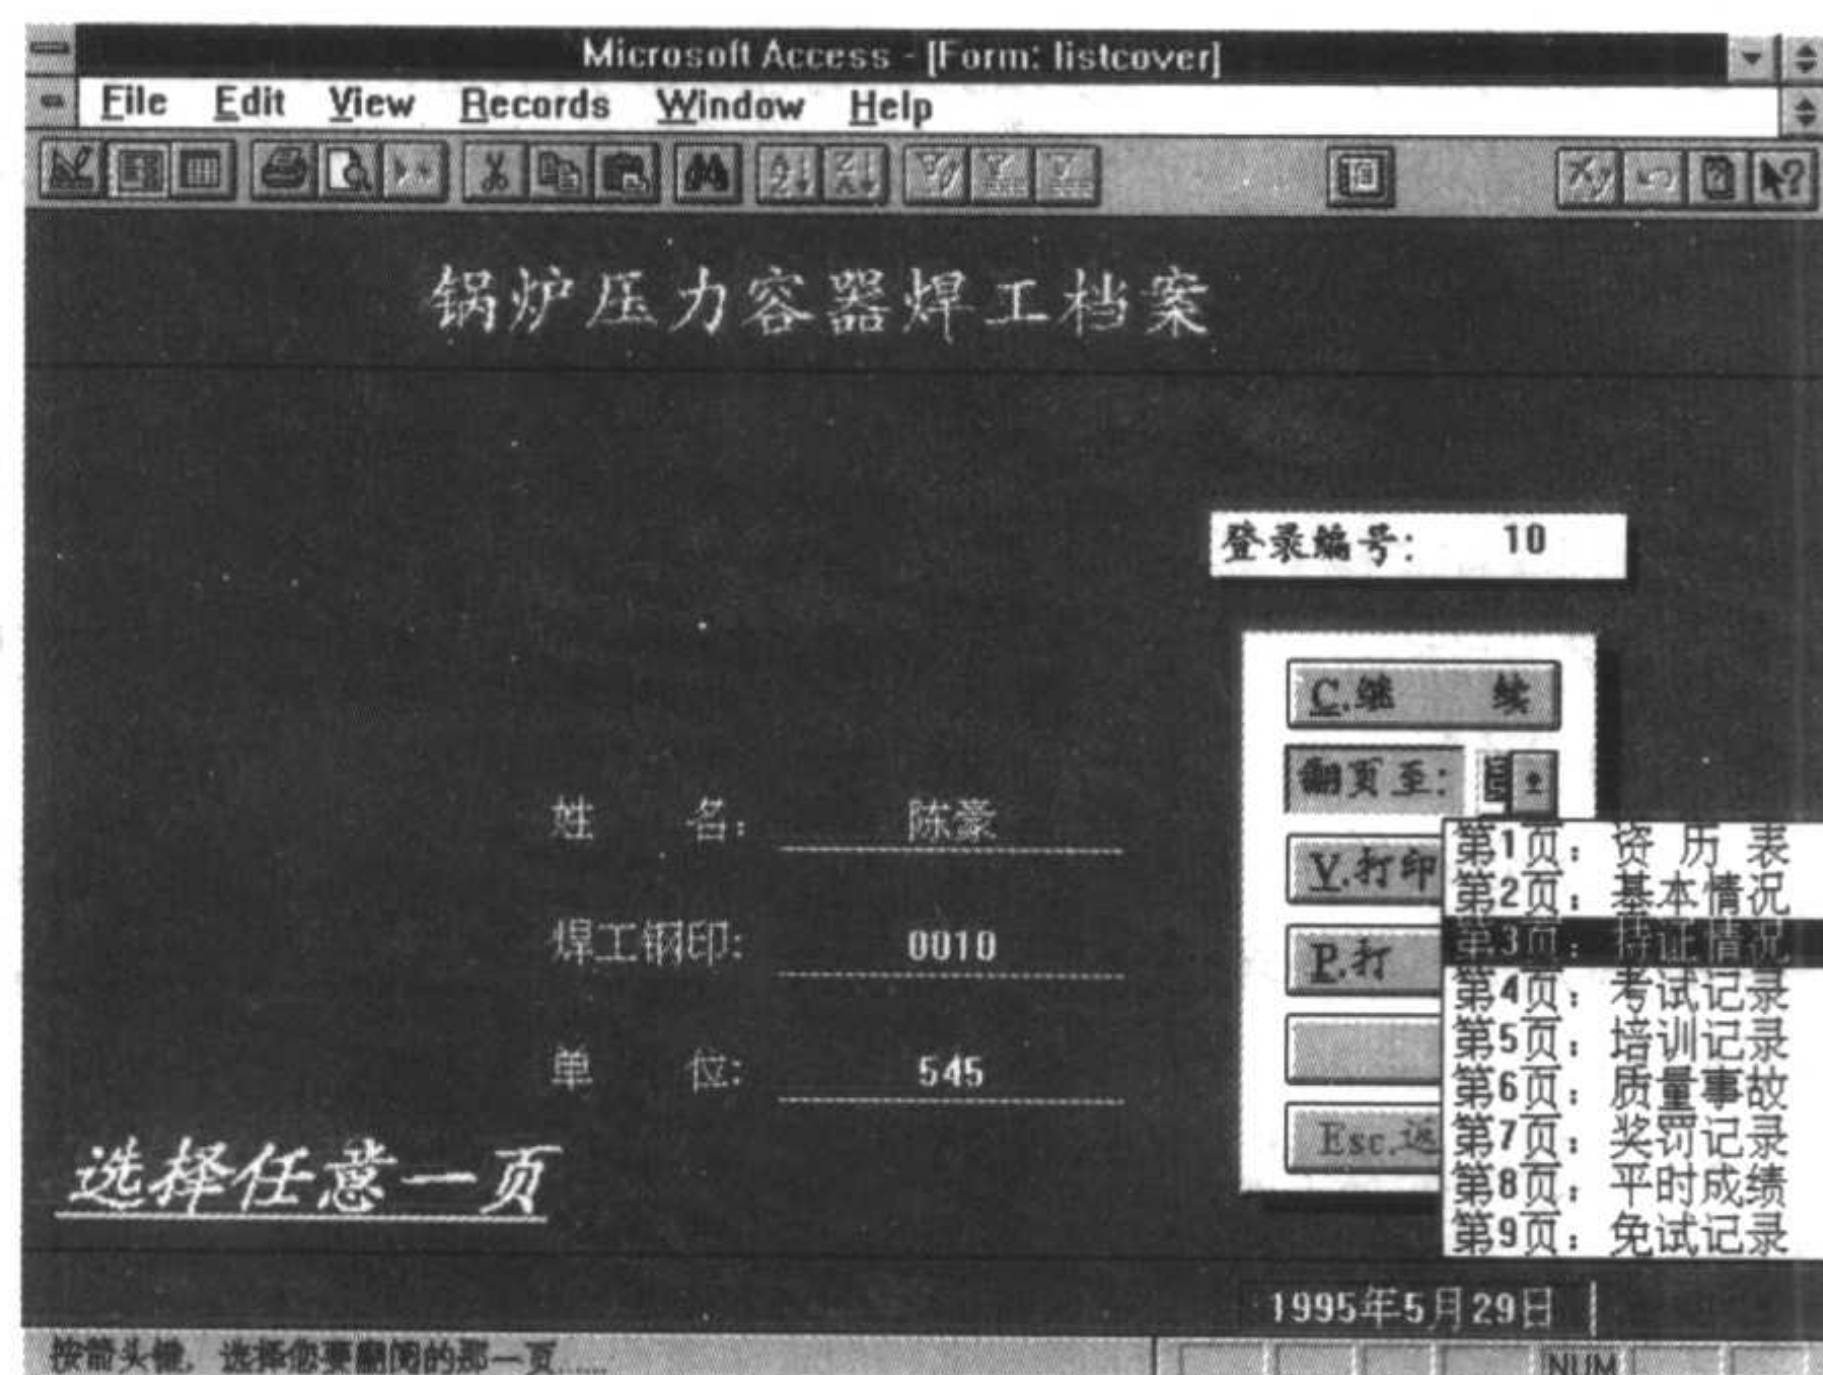 Microsoft Access - [Form: listcover]
File Edit View Records Window Help
锅炉压力容器焊工档案
登录编号: 10
C.继 续
翻页至:
姓 名: 陈豪
V.打印
第1页: 资 历 表
第2页: 基本情况
焊工钢印: 0010
P.打
第3页: 持证情况
第4页: 考试记录
第5页: 培训记录
单 位: 545
第6页: 质量事故
Esc.返
第7页: 奖罚记录
选择任意一页
第8页: 平时成绩
第9页: 免试记录
1995年5月29日
按箭头键, 选择您要翻阅的那一页......
NUM